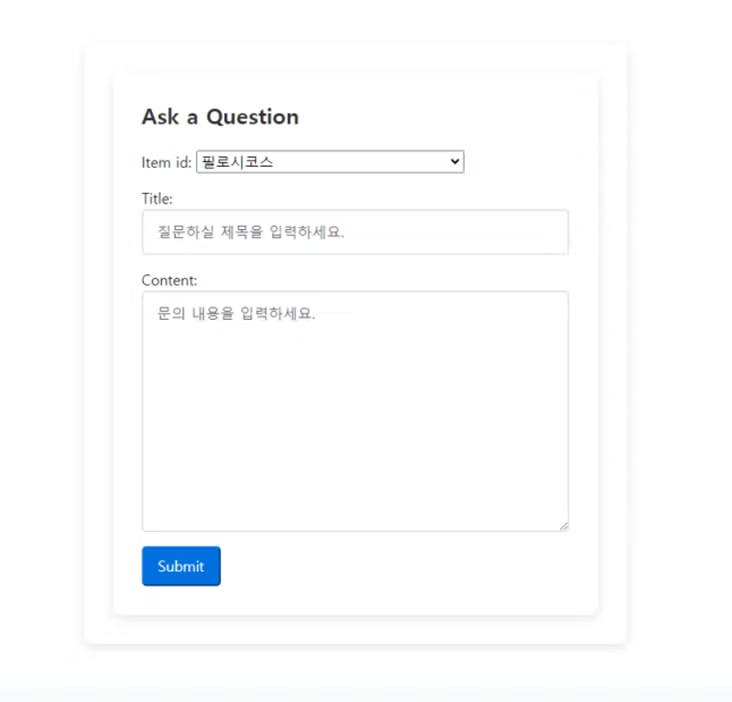 Ask a Question
Item id: 필로시코스
Title:
질문하실 제목을 입력하세요.
Content:
문의 내용을 입력하세요.
Submit